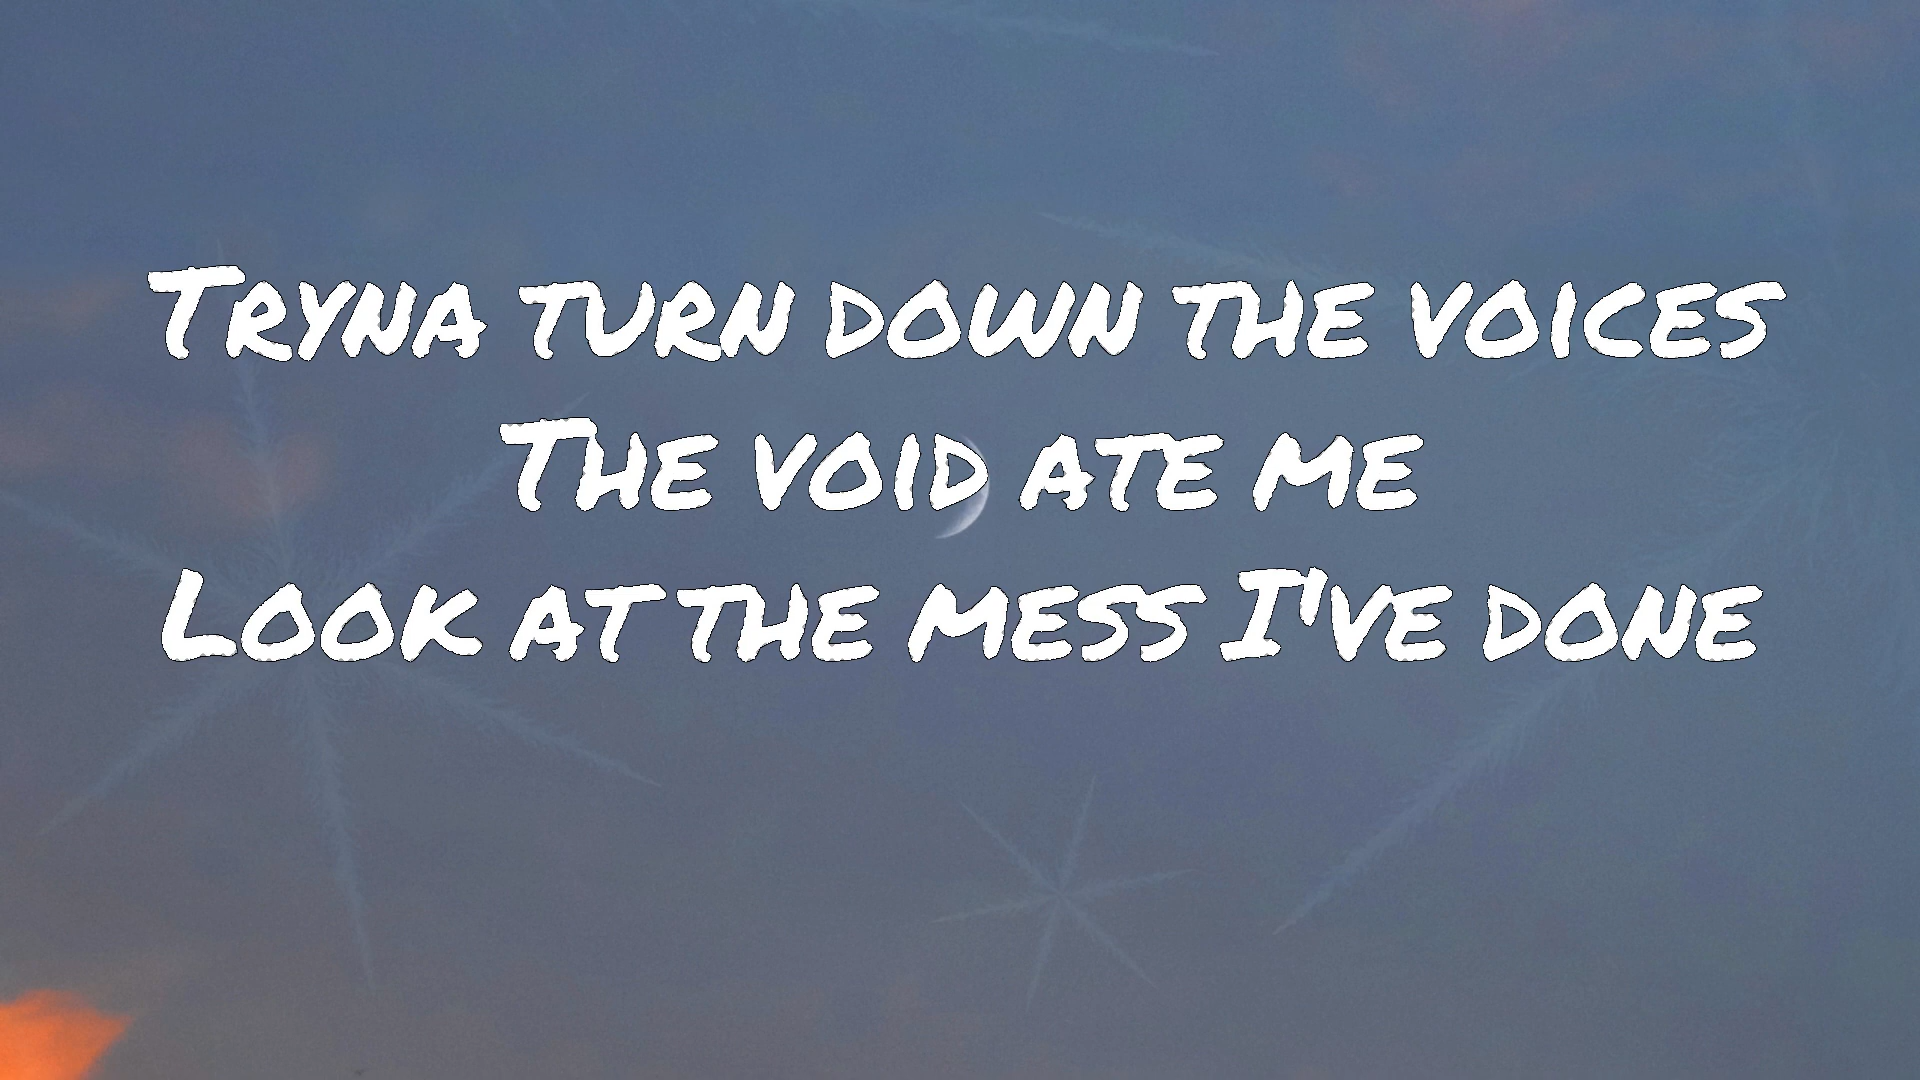 Tryna turn down the voices
The void ate me
Look at the mess I've done